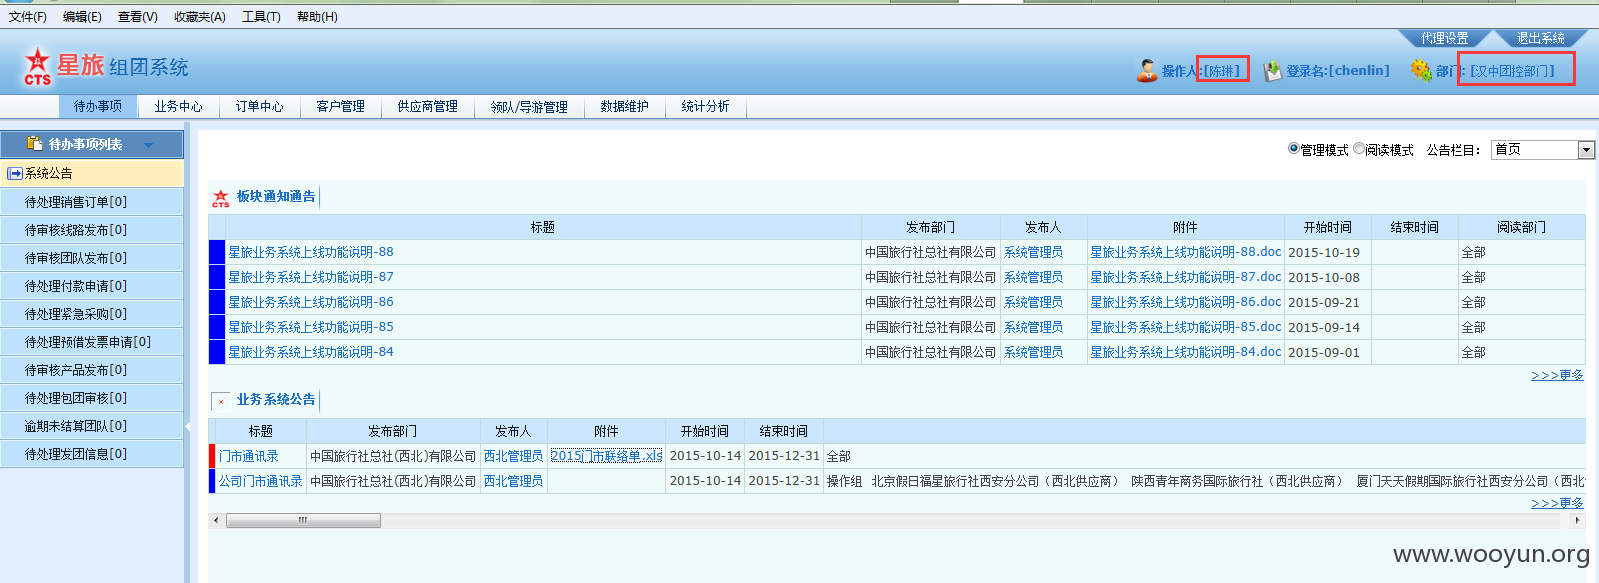 文件(F) 编辑(E) 查看(V) 收藏夹(A) 工具(T) 帮助(H)
代理设置 退出系统
CTS 星旅 组团系统 操作人:[陈琳] 登录名:[chenlin] 部门: [汉中团控部门]
待办事项 业务中心 订单中心 客户管理 供应商管理 领队/导游管理 数据维护 统计分析
待办事项列表
系统公告
待处理销售订单[0]
待审核线路发布[0]
待审核团队发布[0]
待处理付款申请[0]
待处理紧急采购[0]
待处理预借发票申请[0]
待审核产品发布[0]
待处理包团审核[0]
逾期未结算团队[0]
待处理发团信息[0]
管理模式 阅读模式 公告栏目: 首页
CTS 板块通知通告
标题 发布部门 发布人 附件 开始时间 结束时间 阅读部门
星旅业务系统上线功能说明-88 中国旅行社总社有限公司 系统管理员 星旅业务系统上线功能说明-88.doc 2015-10-19 全部
星旅业务系统上线功能说明-87 中国旅行社总社有限公司 系统管理员 星旅业务系统上线功能说明-87.doc 2015-10-08 全部
星旅业务系统上线功能说明-86 中国旅行社总社有限公司 系统管理员 星旅业务系统上线功能说明-86.doc 2015-09-21 全部
星旅业务系统上线功能说明-85 中国旅行社总社有限公司 系统管理员 星旅业务系统上线功能说明-85.doc 2015-09-14 全部
星旅业务系统上线功能说明-84 中国旅行社总社有限公司 系统管理员 星旅业务系统上线功能说明-84.doc 2015-09-01 全部
>>>更多
业务系统公告
标题 发布部门 发布人 附件 开始时间 结束时间
门市通讯录 中国旅行社总社(西北)有限公司 西北管理员 2015门市联络单.xls 2015-10-14 2015-12-31 全部
公司门市通讯录 中国旅行社总社(西北)有限公司 西北管理员 2015-10-14 2015-12-31 操作组 北京假日福星旅行社西安分公司（西北供应商） 陕西青年商务国际旅行社（西北供应商） 厦门天天假期国际旅行社西安分公司（西北
>>>更多
www.wooyun.org